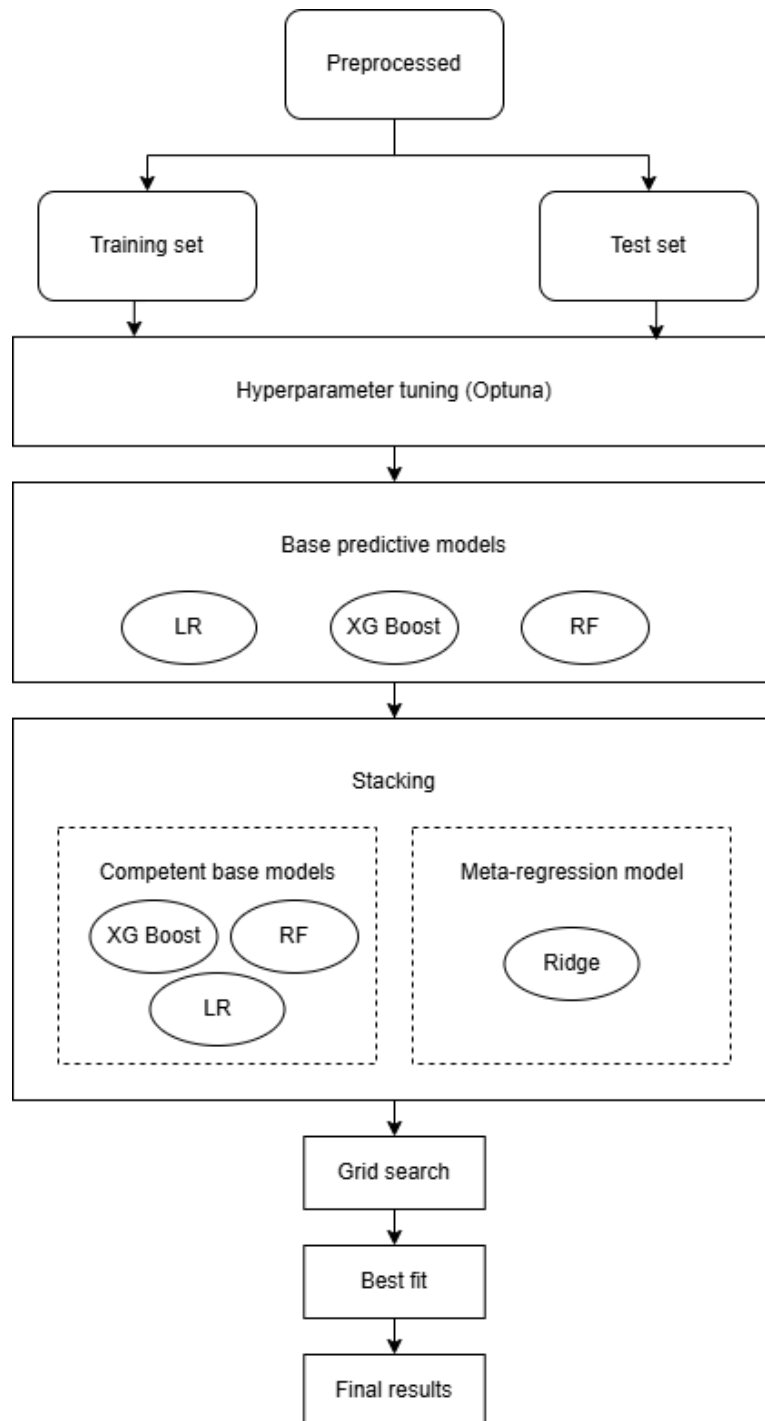 Preprocessed
Training set
Test set
Hyperparameter tuning (Optuna)
Base predictive models
LR
XG Boost
RF
Stacking
Competent base models
XG Boost
RF
LR
Meta-regression model
Ridge
Grid search
Best fit
Final results